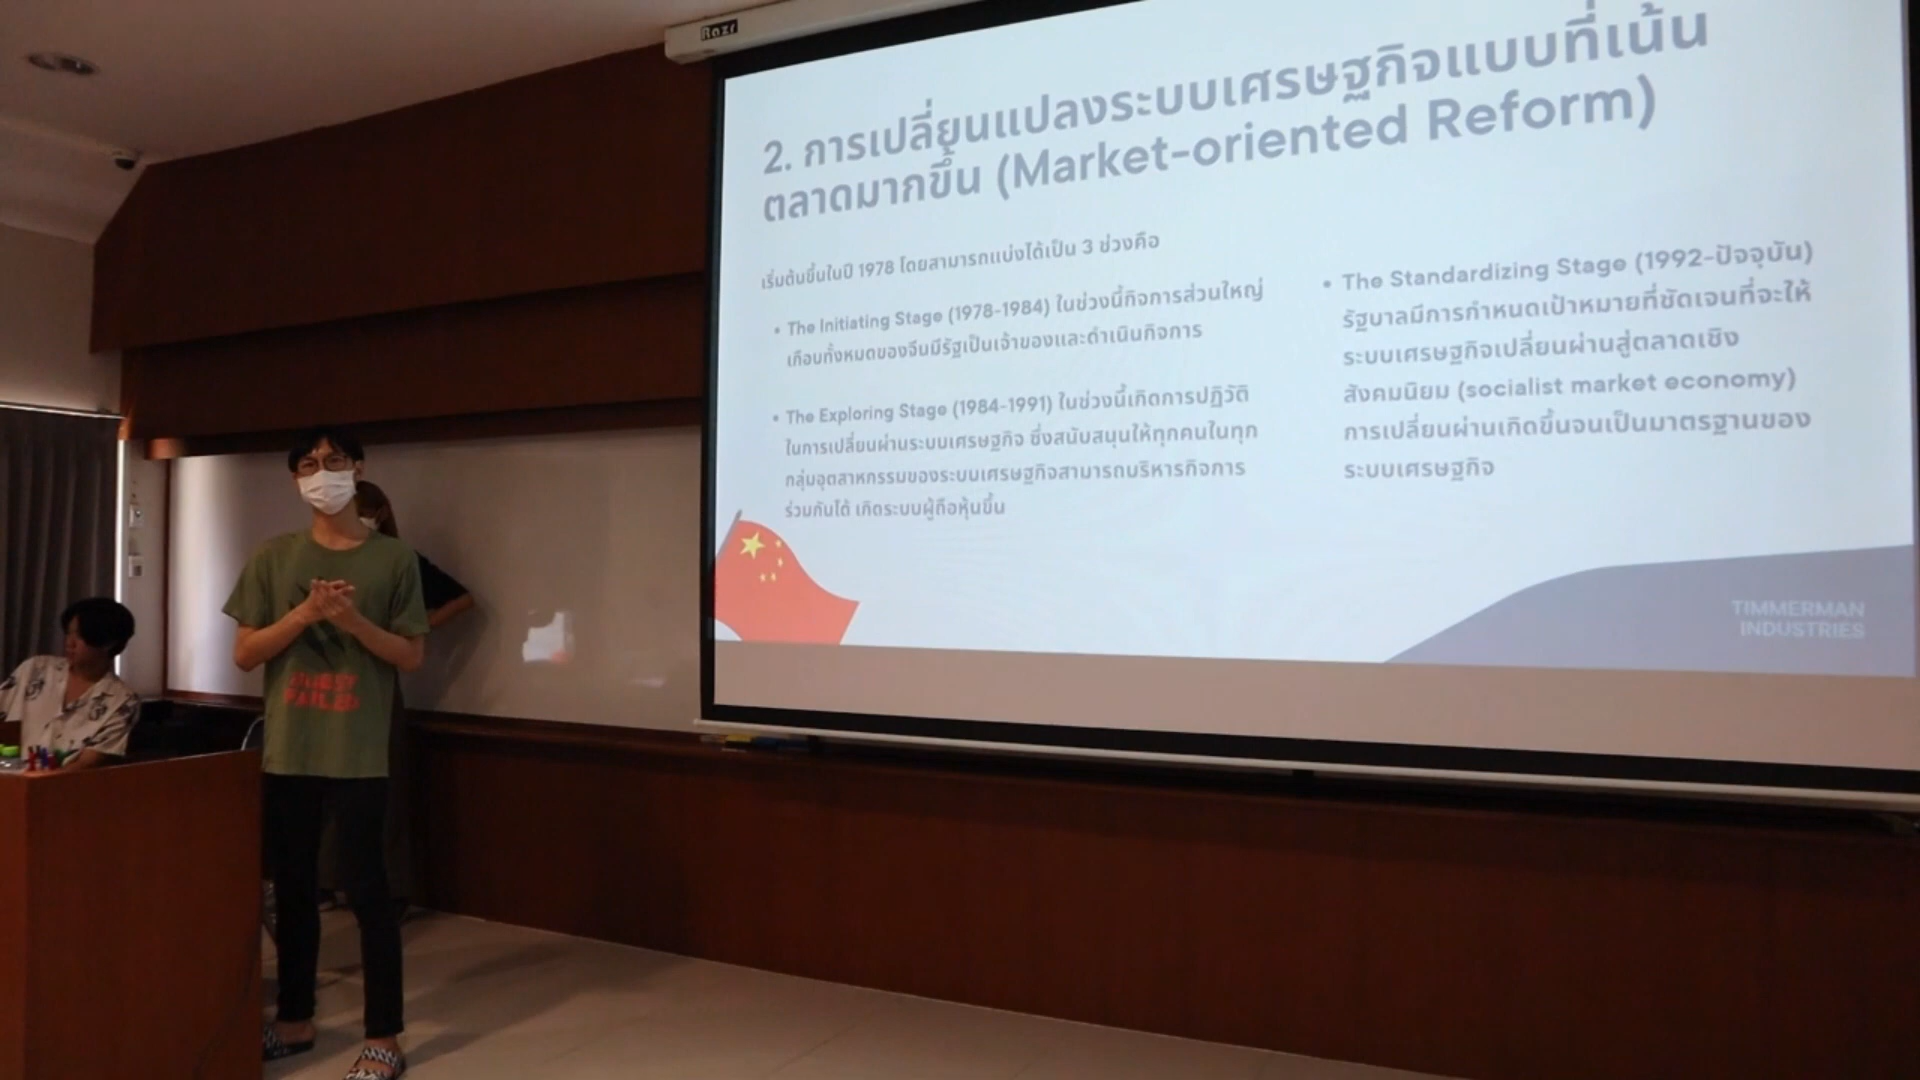 Razr
2. การเปลี่ยนแปลงระบบเศรษฐกิจแบบที่เน้น
ตลาดมากขึ้น (Market-oriented Reform)
เริ่มต้นขึ้นในปี 1978 โดยสามารถแบ่งได้เป็น 3 ช่วงคือ
• The Initiating Stage (1978-1984) ในช่วงนี้กิจการส่วนใหญ่
เกือบทั้งหมดของจีนมีรัฐเป็นเจ้าของและดำเนินกิจการ
• The Exploring Stage (1984-1991) ในช่วงนี้เกิดการปฏิวัติ
ในการเปลี่ยนผ่านระบบเศรษฐกิจ ซึ่งสนับสนุนให้ทุกคนในทุก
กลุ่มอุตสาหกรรมของระบบเศรษฐกิจสามารถบริหารกิจการ
ร่วมกันได้ เกิดระบบผู้ถือหุ้นขึ้น
• The Standardizing Stage (1992-ปัจจุบัน)
รัฐบาลมีการกำหนดเป้าหมายที่ชัดเจนที่จะให้
ระบบเศรษฐกิจเปลี่ยนผ่านสู่ตลาดเชิง
สังคมนิยม (socialist market economy)
การเปลี่ยนผ่านเกิดขึ้นจนเป็นมาตรฐานของ
ระบบเศรษฐกิจ
TIMMERMAN
INDUSTRIES